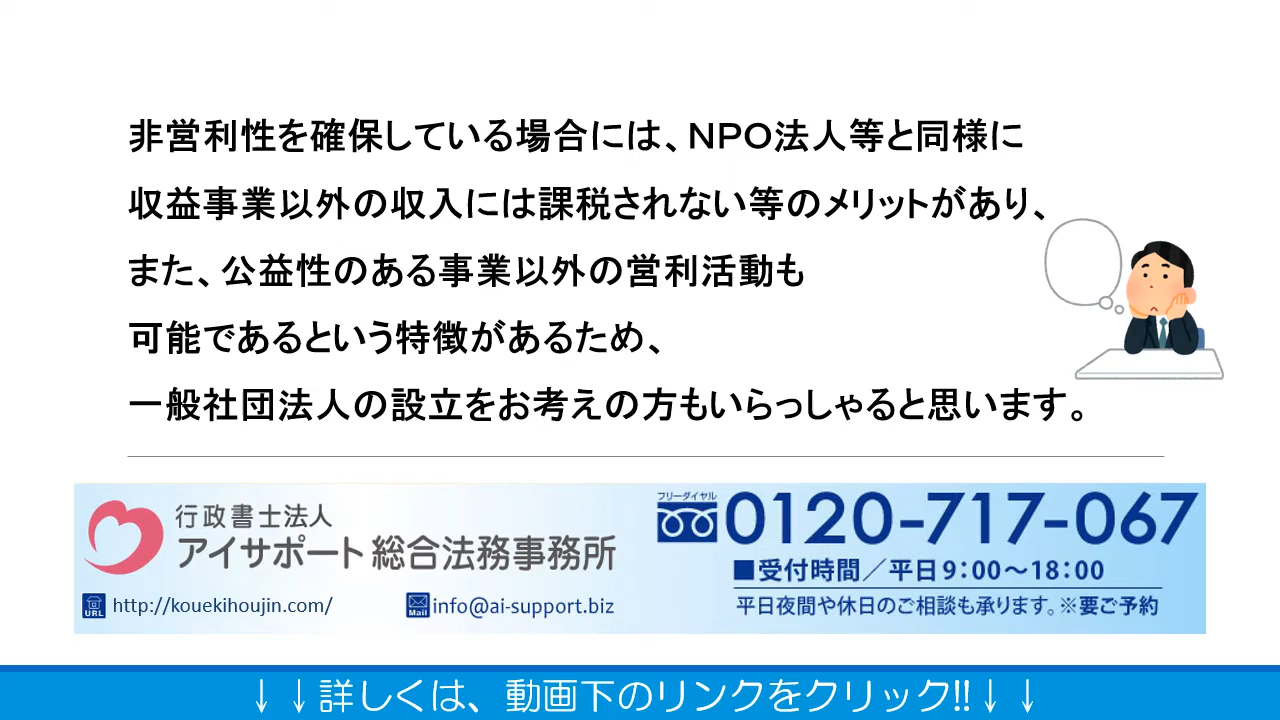 非営利性を確保している場合には、NPO法人等と同様に
収益事業以外の収入には課税されない等のメリットがあり、
また、公益性のある事業以外の営利活動も
可能であるという特徴があるため、
一般社団法人の設立をお考えの方もいらっしゃると思います。
行政書士法人
アイサポート 総合法務事務所
URL http://kouekihoujin.com/
Mail info@ai-support.biz
フリーダイヤル
0120-717-067
■受付時間／平日9:00～18:00
平日夜間や休日のご相談も承ります。※要ご予約
↓↓詳しくは、動画下のリンクをクリック!!↓↓